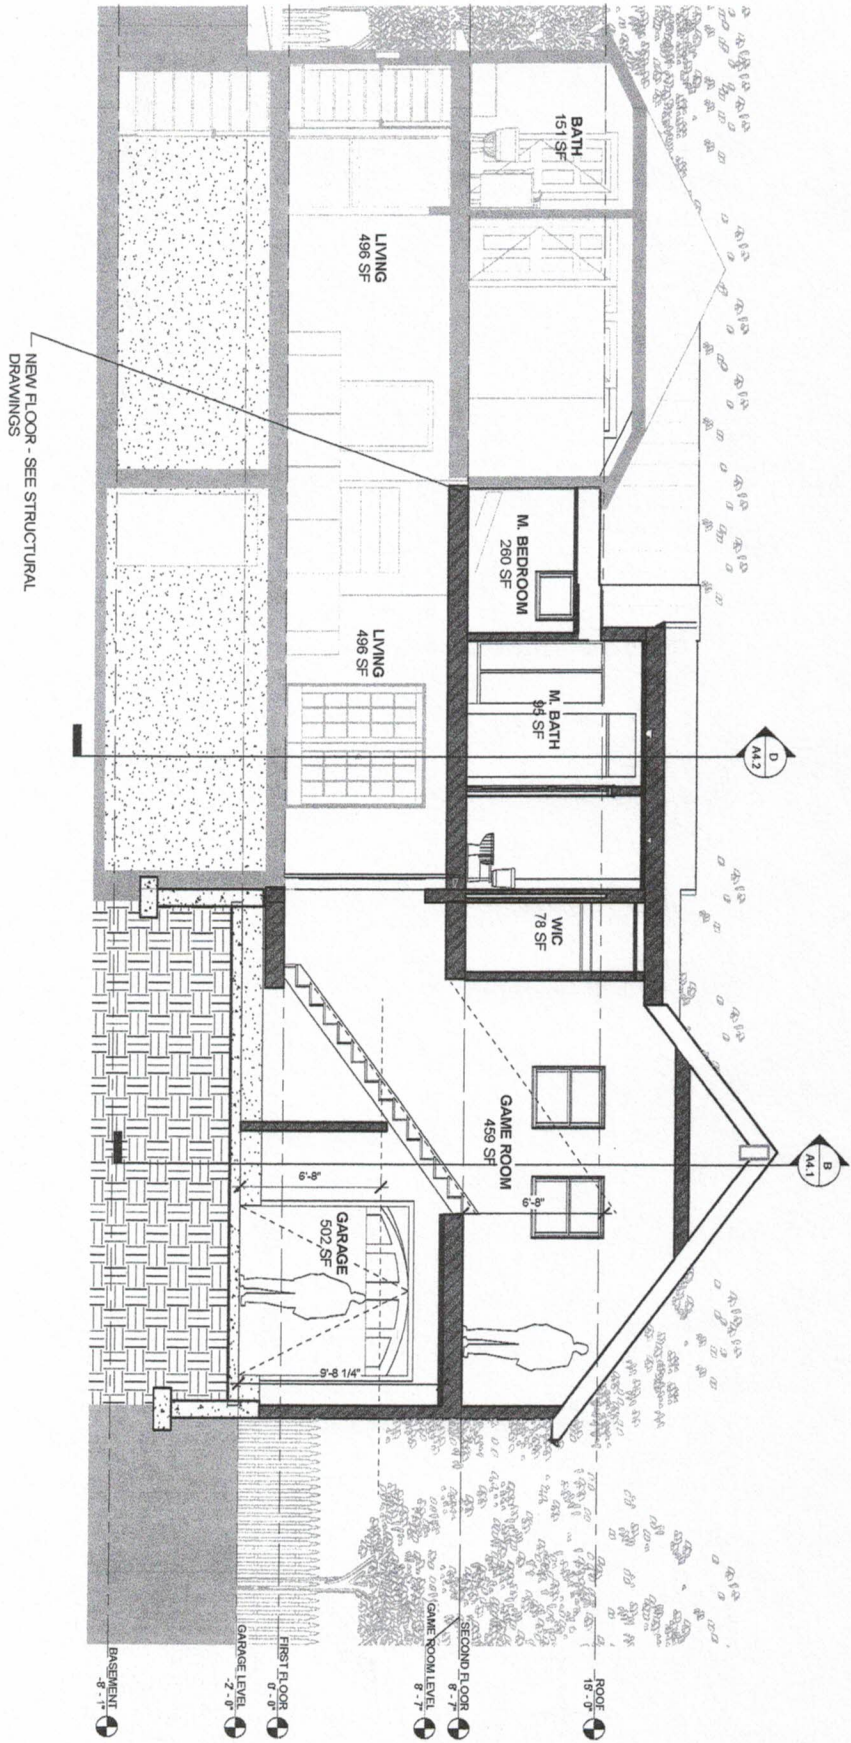 BATH
151 SF
LIVING
496 SF
NEW FLOOR - SEE STRUCTURAL
DRAWINGS
M. BEDROOM
260 SF
LIVING
496 SF
M. BATH
95 SF
D
A4.2
WIC
78 SF
GAME ROOM
459 SF
B
A4.1
6'-8"
6'-8"
GARAGE
502 SF
9'-8 1/4"
ROOF
15' - 0"
SECOND FLOOR
8' - 7"
GAME ROOM LEVEL
8' - 7"
FIRST FLOOR
0' - 0"
GARAGE LEVEL
-2' - 0"
BASEMENT
-8' - 1"